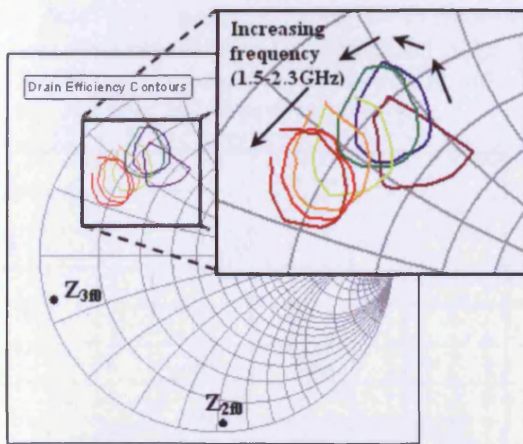 Increasing
frequency
(1.5-2.3GHz)
Drain Efficiency Contours
Z3f0
Z2f0